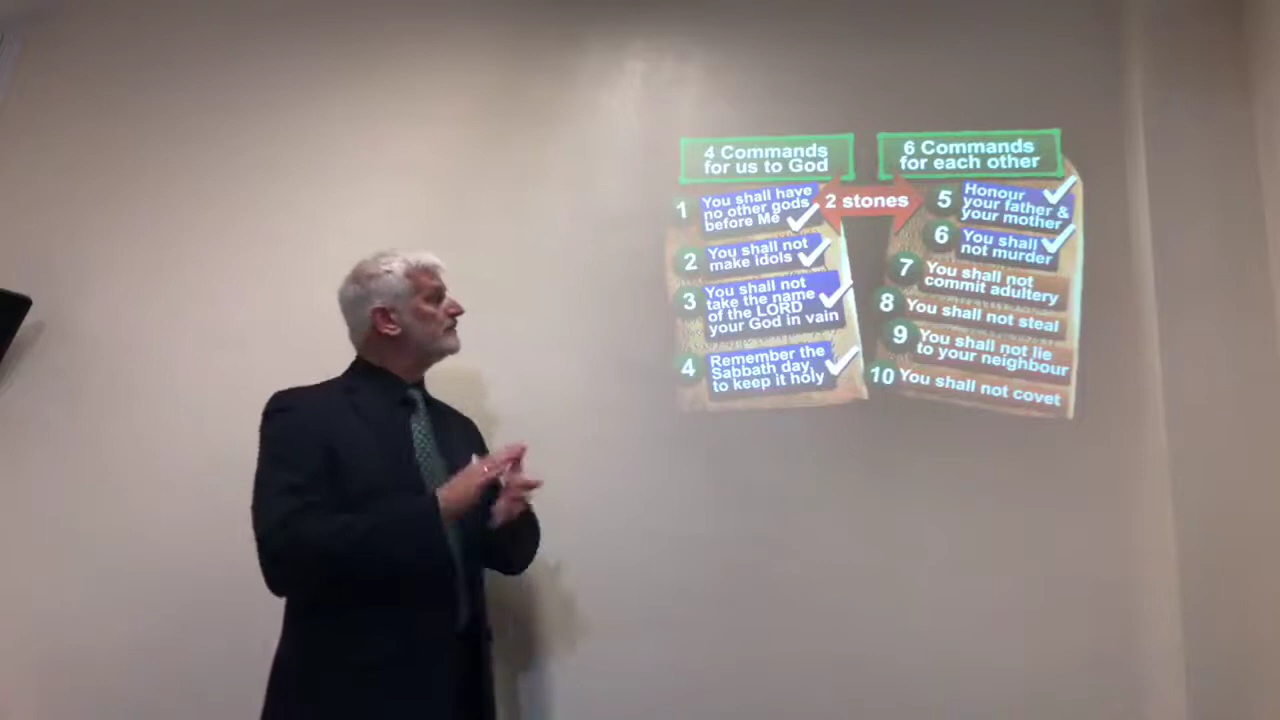 4 Commands
for us to God
1 You shall have
no other gods
before Me
2 You shall not
make idols
3 You shall not
take the name
of the LORD
your God in vain
4 Remember the
Sabbath day,
to keep it holy
2 stones
6 Commands
for each other
5 Honour
your father &
your mother
6 You shall
not murder
7 You shall not
commit adultery
8 You shall not steal
9 You shall not lie
to your neighbour
10 You shall not covet